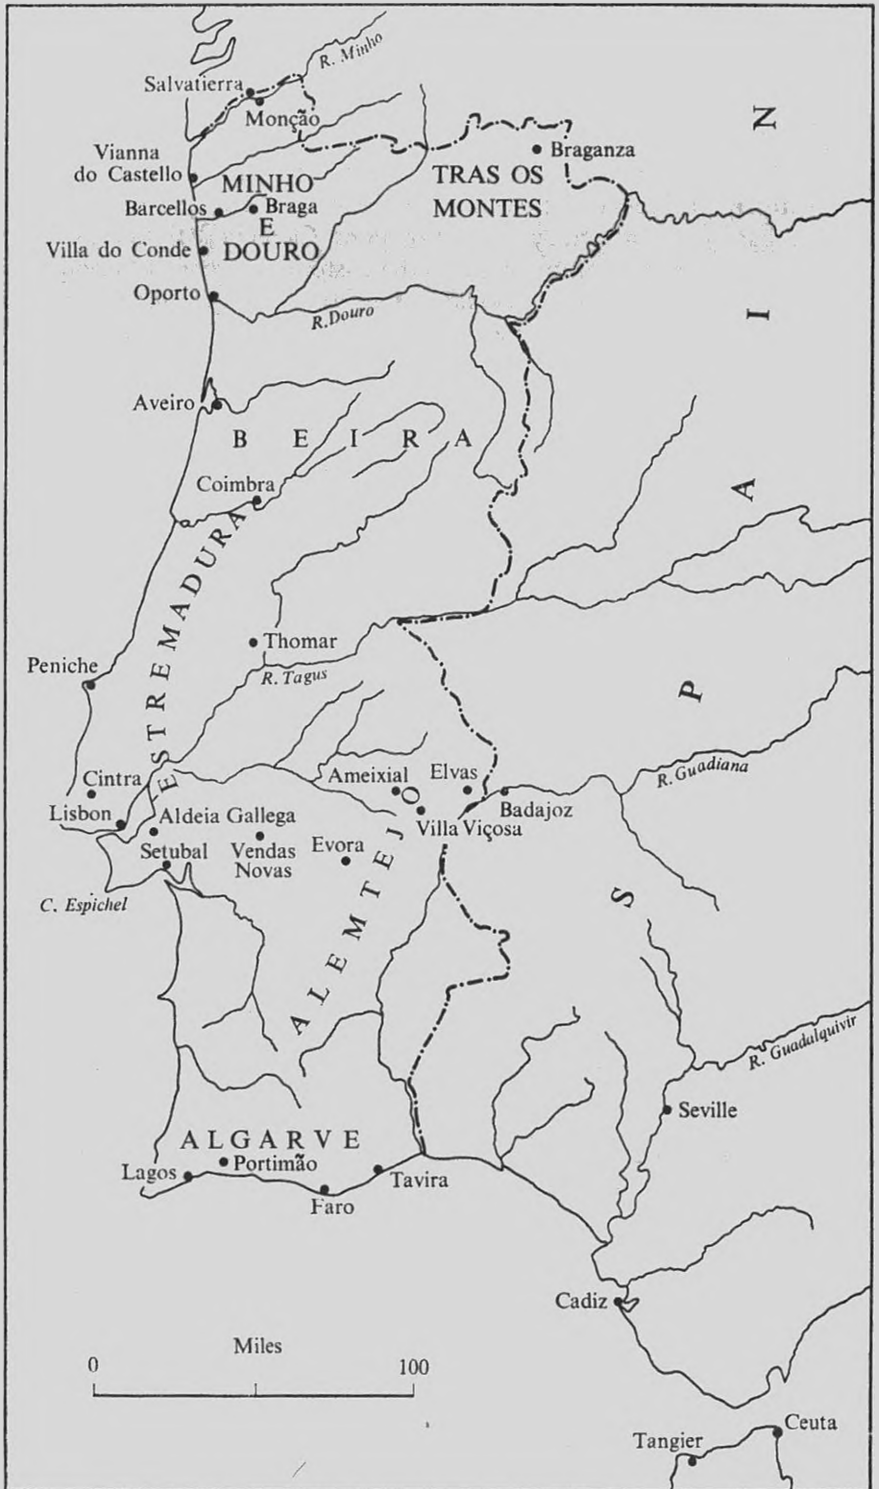 R. Minho
Salvatierra
Monção
N
Vianna
do Castello
Braganza
MINHO
E
DOURO
TRAS OS
MONTES
Barcellos
Braga
Villa do Conde
Oporto
R. Douro
I
Aveiro
BEIRA
Coimbra
A
ESTREMADURA
Thomar
Peniche
R. Tagus
P
Cintra
Ameixial
Elvas
R. Guadiana
Lisbon
Aldeia Gallega
Badajoz
Villa Viçosa
Setubal
Vendas
Novas
Evora
C. Espichel
S
ALEMTEJO
R. Guadalquivir
Seville
ALGARVE
Lagos
Portimão
Tavira
Faro
Cadiz
Miles
0
100
Ceuta
Tangier